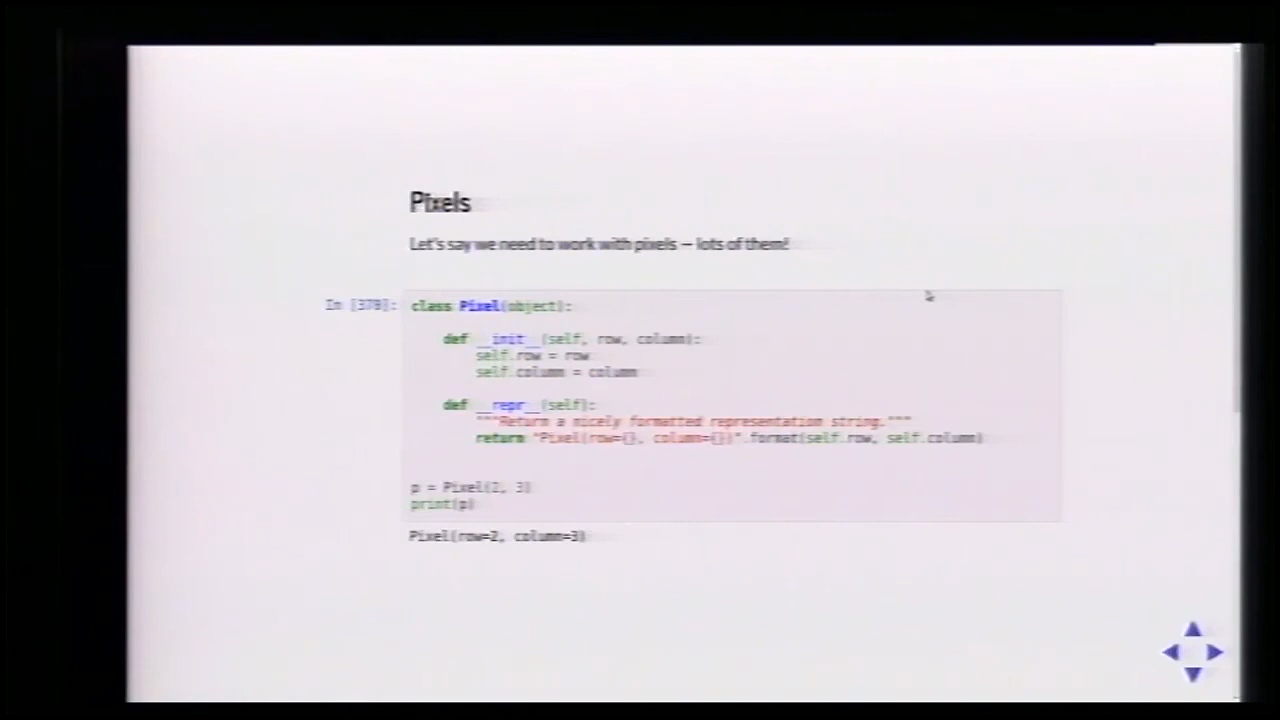 Pixels
Let's say we need to work with pixels — lots of them!
In [378]:
class Pixel(object):
def __init__(self, row, column):
self.row = row
self.column = column
def __repr__(self):
"""Return a nicely formatted representation string."""
return "Pixel(row={}, column={})".format(self.row, self.column)
p = Pixel(2, 3)
print(p)
Pixel(row=2, column=3)